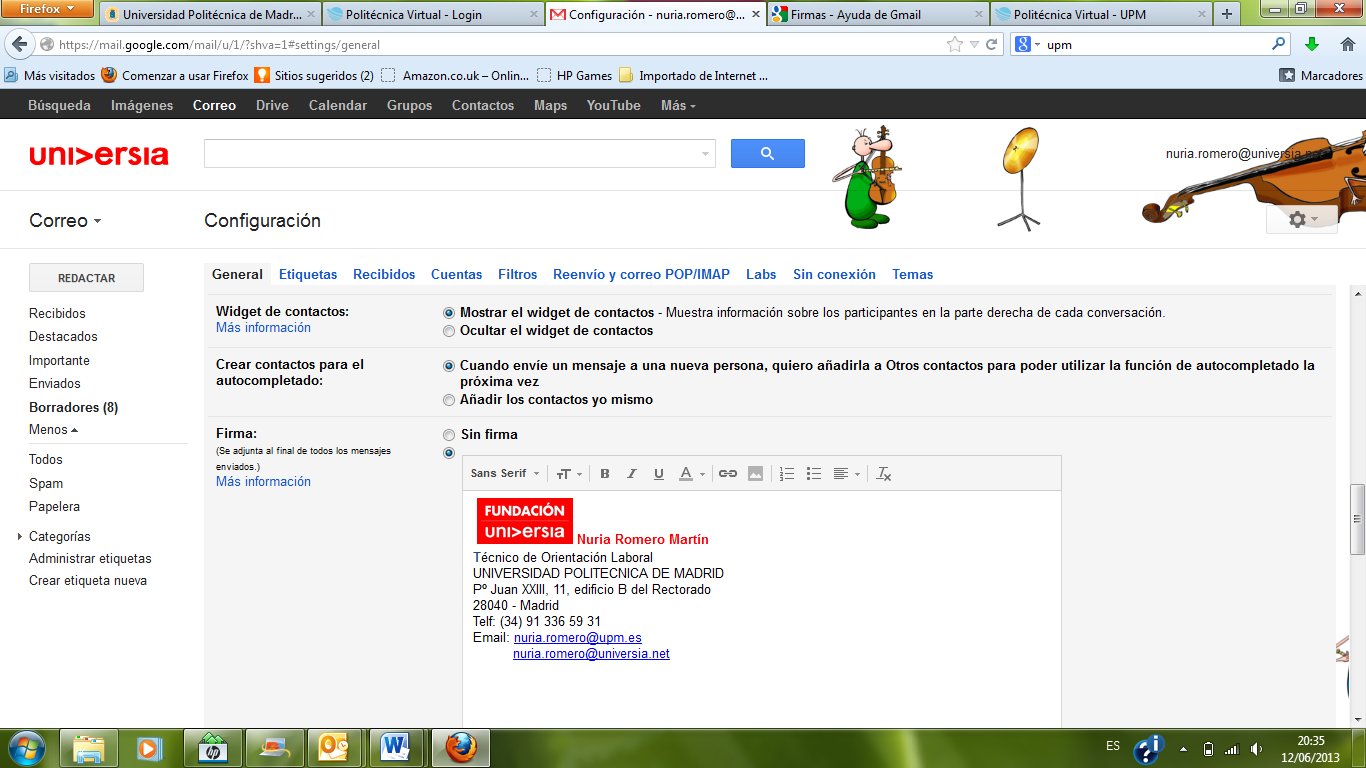 Firefox
Universidad Politécnica de Madr...
Politécnica Virtual - Login
Configuración - nuria.romero@...
Firmas - Ayuda de Gmail
Politécnica Virtual - UPM
https://mail.google.com/mail/u/1/?shva=1#settings/general
upm
Más visitados
Comenzar a usar Firefox
Sitios sugeridos (2)
Amazon.co.uk – Onlin...
HP Games
Importado de Internet ...
Marcadores
Búsqueda
Imágenes
Correo
Drive
Calendar
Grupos
Contactos
Maps
YouTube
Más
uni>ersia
nuria.romero@universia.net
Correo
Configuración
REDACTAR
Recibidos
Destacados
Importante
Enviados
Borradores (8)
Menos
Todos
Spam
Papelera
Categorías
Administrar etiquetas
Crear etiqueta nueva
General
Etiquetas
Recibidos
Cuentas
Filtros
Reenvío y correo POP/IMAP
Labs
Sin conexión
Temas
Widget de contactos:
Más información
Mostrar el widget de contactos - Muestra información sobre los participantes en la parte derecha de cada conversación.
Ocultar el widget de contactos
Crear contactos para el
autocompletado:
Cuando envíe un mensaje a una nueva persona, quiero añadirla a Otros contactos para poder utilizar la función de autocompletado la
próxima vez
Añadir los contactos yo mismo
Firma:
(Se adjunta al final de todos los mensajes
enviados.)
Más información
Sin firma
Sans Serif
FUNDACIÓN
uni>ersia
Nuria Romero Martín
Técnico de Orientación Laboral
UNIVERSIDAD POLITECNICA DE MADRID
Pº Juan XXIII, 11, edificio B del Rectorado
28040 - Madrid
Telf: (34) 91 336 59 31
Email: nuria.romero@upm.es
nuria.romero@universia.net
ES
20:35
12/06/2013